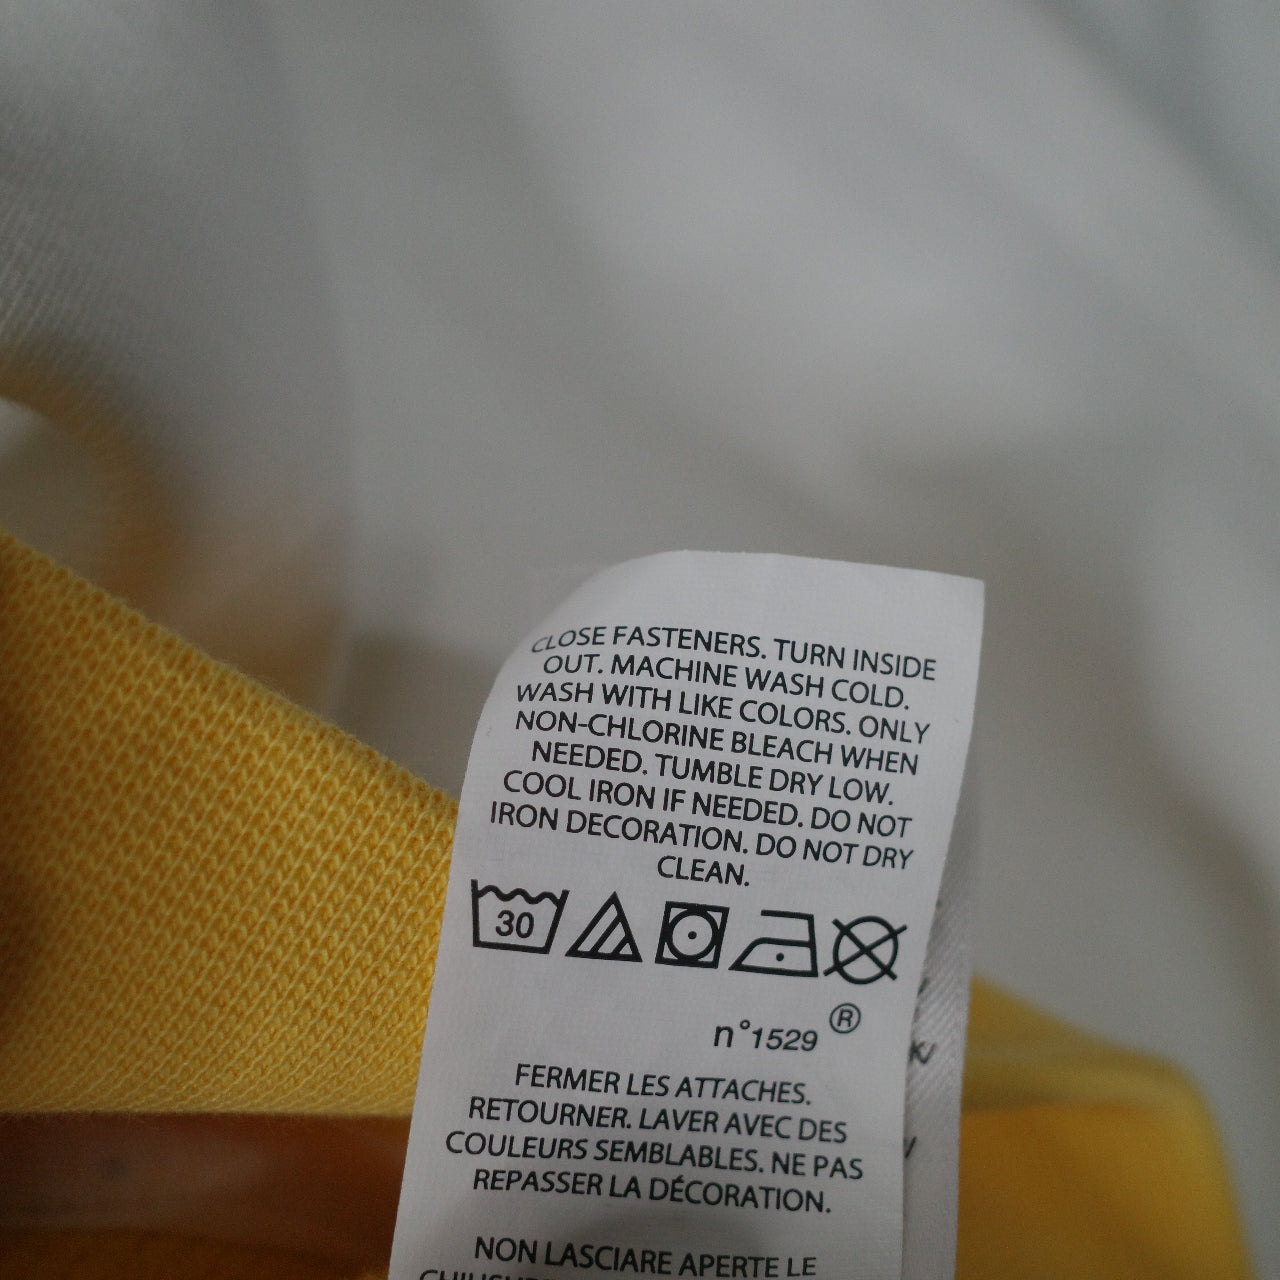 CLOSE FASTENERS. TURN INSIDE
OUT. MACHINE WASH COLD.
WASH WITH LIKE COLORS. ONLY
NON-CHLORINE BLEACH WHEN
NEEDED. TUMBLE DRY LOW.
COOL IRON IF NEEDED. DO NOT
IRON DECORATION. DO NOT DRY
CLEAN.
30
n°1529 ®
FERMER LES ATTACHES.
RETOURNER. LAVER AVEC DES
COULEURS SEMBLABLES. NE PAS
REPASSER LA DÉCORATION.
NON LASCIARE APERTE LE